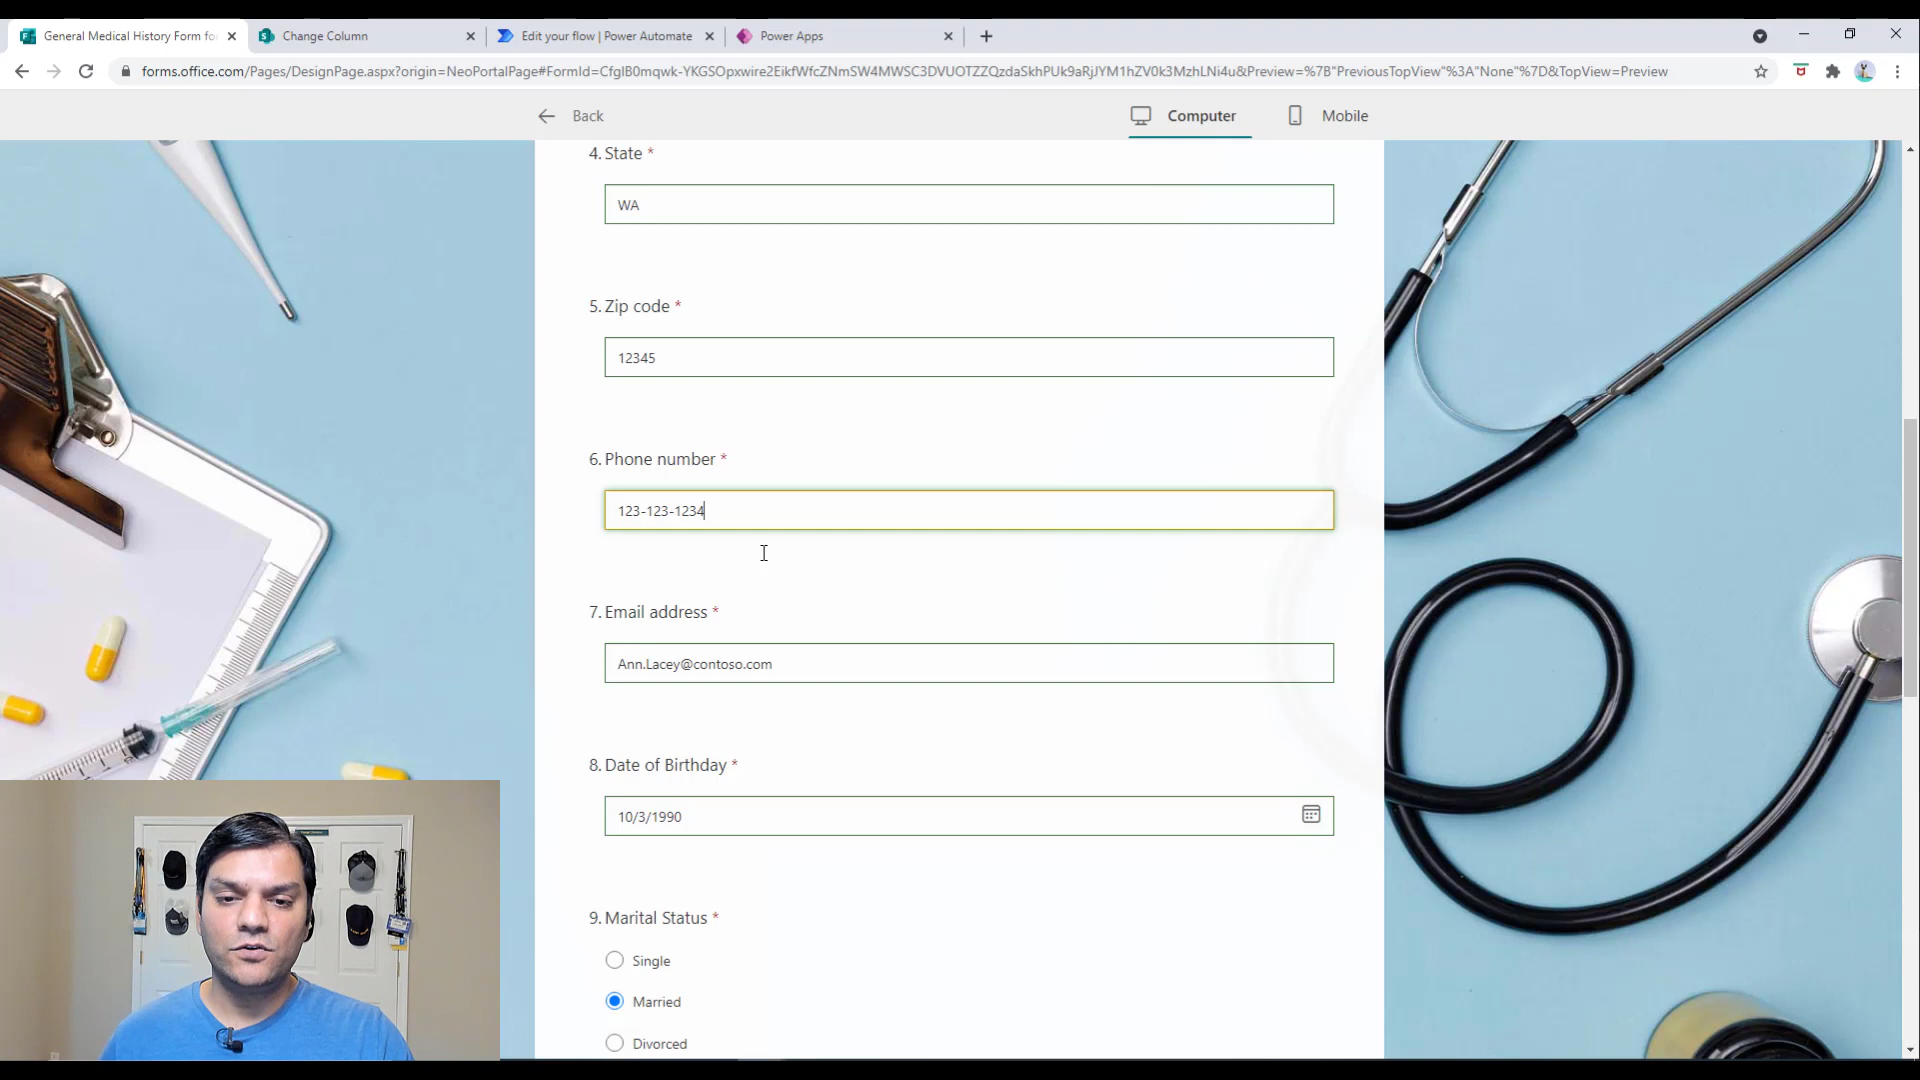 General Medical History Form fo
Change Column
Edit your flow | Power Automate
Power Apps
forms.office.com/Pages/DesignPage.aspx?origin=NeoPortalPage#FormId=CfglB0mqwk-YKGSOpxwire2EikfWfcZNmSW4MWSC3DVUOTZZQzdaSkhPUk9aRjJYM1hZV0k3MzhLNi4u&Preview=%7B"PreviousTopView"%3A"None"%7D&TopView=Preview
Back
Computer
Mobile
4. State *
WA
5. Zip code *
12345
6. Phone number *
123-123-1234
7. Email address *
Ann.Lacey@contoso.com
8. Date of Birthday *
10/3/1990
9. Marital Status *
Single
Married
Divorced